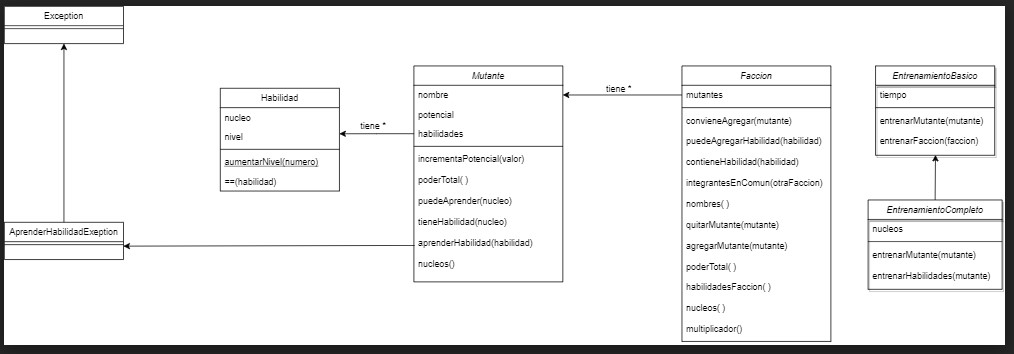 Exception
AprenderHabilidadExeption
Habilidad
nucleo
nivel
aumentarNivel(numero)
==(habilidad)
tiene *
Mutante
nombre
potencial
habilidades
incrementaPotencial(valor)
poderTotal( )
puedeAprender(nucleo)
tieneHabilidad(nucleo)
aprenderHabilidad(habilidad)
nucleos()
tiene *
Faccion
mutantes
convieneAgregar(mutante)
puedeAgregarHabilidad(habilidad)
contieneHabilidad(habilidad)
integrantesEnComun(otraFaccion)
nombres( )
quitarMutante(mutante)
agregarMutante(mutante)
poderTotal( )
habilidadesFaccion( )
nucleos( )
multiplicador()
EntrenamientoBasico
tiempo
entrenarMutante(mutante)
entrenarFaccion(faccion)
EntrenamientoCompleto
nucleos
entrenarMutante(mutante)
entrenarHabilidades(mutante)